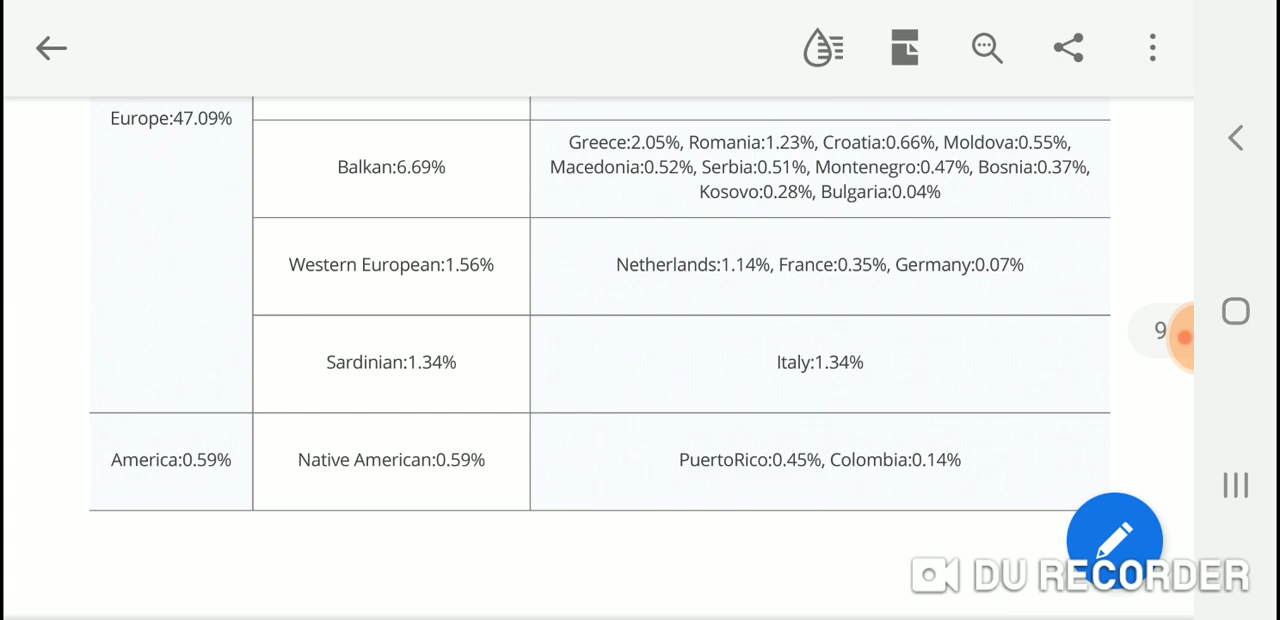 Europe:47.09%
Balkan:6.69%
Greece:2.05%, Romania:1.23%, Croatia:0.66%, Moldova:0.55%,
Macedonia:0.52%, Serbia:0.51%, Montenegro:0.47%, Bosnia:0.37%,
Kosovo:0.28%, Bulgaria:0.04%
Western European:1.56%
Netherlands:1.14%, France:0.35%, Germany:0.07%
9
Sardinian:1.34%
Italy:1.34%
America:0.59%
Native American:0.59%
PuertoRico:0.45%, Colombia:0.14%
DU RECORDER